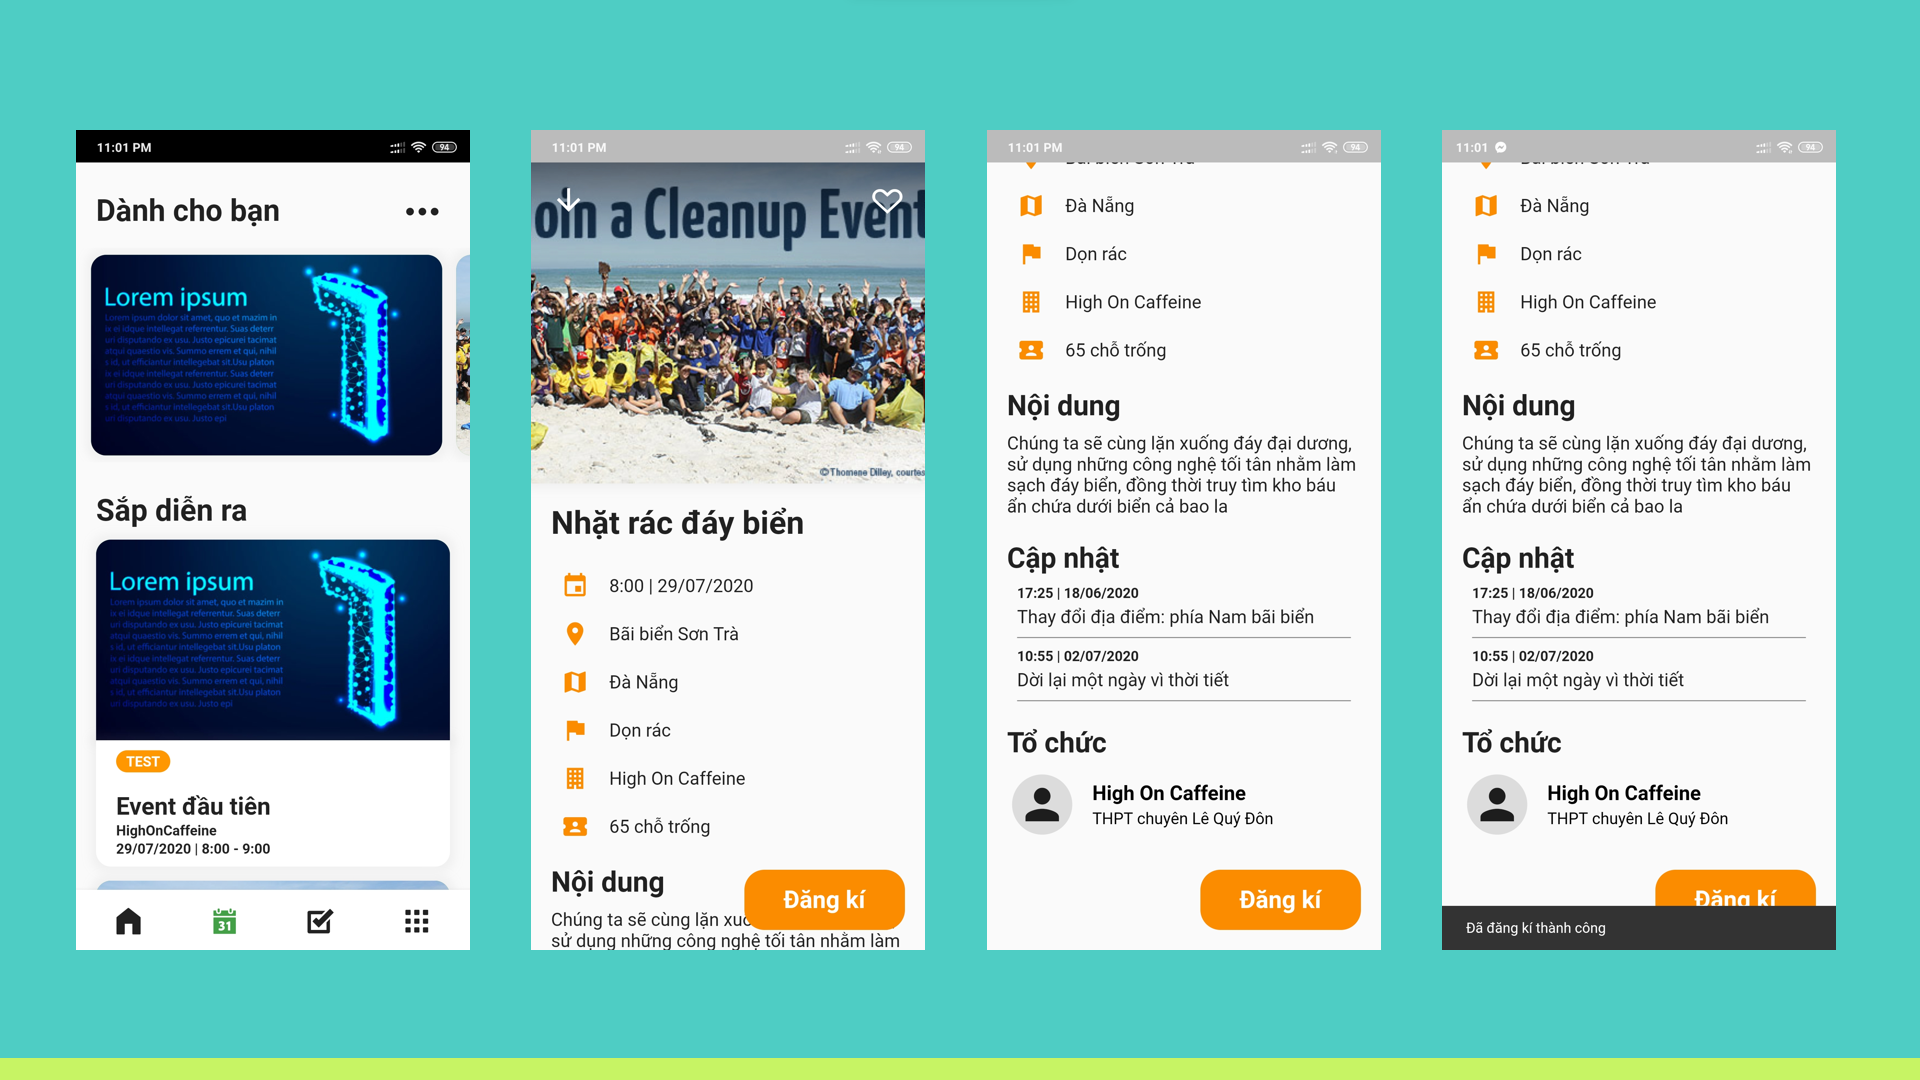 11:01 PM
94
Dành cho bạn
Lorem ipsum
Lorem ipsum dolor sit amet, quo et mazim in
ix ei idque intellegat referrentur. Suas deterr
uri disputando ex usu. Justo epicurei tacimat
atqui quaestio vis. Summo errem et qui, nihil
s id, ut efficiantur intellegebat sit.Usu platon
ix ei idque intellegat referrentur. Suas deterr
uri disputando ex usu. Justo epicurei tacimat
atqui quaestio vis. Summo errem et qui, nihil
s id, ut efficiantur intellegebat sit.Usu platon
uri disputando ex usu. Justo epi
Sắp diễn ra
Lorem ipsum
Lorem ipsum dolor sit amet, quo et mazim in
ix ei idque intellegat referrentur. Suas deterr
uri disputando ex usu. Justo epicurei tacimat
atqui quaestio vis. Summo errem et qui, nihil
s id, ut efficiantur intellegebat sit.Usu platon
ix ei idque intellegat referrentur. Suas deterr
uri disputando ex usu. Justo epicurei tacimat
atqui quaestio vis. Summo errem et qui, nihil
s id, ut efficiantur intellegebat sit.Usu platon
uri disputando ex usu. Justo epi
TEST
Event đầu tiên
HighOnCaffeine
29/07/2020 | 8:00 - 9:00
31
11:01 PM
94
oin a Cleanup Event
©Thomene Dilley, courtes
Nhặt rác đáy biển
8:00 | 29/07/2020
Bãi biển Sơn Trà
Đà Nẵng
Dọn rác
High On Caffeine
65 chỗ trống
Nội dung
Chúng ta sẽ cùng lặn xuố
sử dụng những công nghệ tối tân nhằm làm
Đăng kí
11:01 PM
94
Bãi biển Sơn Trà
Đà Nẵng
Dọn rác
High On Caffeine
65 chỗ trống
Nội dung
Chúng ta sẽ cùng lặn xuống đáy đại dương,
sử dụng những công nghệ tối tân nhằm làm
sạch đáy biển, đồng thời truy tìm kho báu
ẩn chứa dưới biển cả bao la
Cập nhật
17:25 | 18/06/2020
Thay đổi địa điểm: phía Nam bãi biển
10:55 | 02/07/2020
Dời lại một ngày vì thời tiết
Tổ chức
High On Caffeine
THPT chuyên Lê Quý Đôn
Đăng kí
11:01
94
Bãi biển Sơn Trà
Đà Nẵng
Dọn rác
High On Caffeine
65 chỗ trống
Nội dung
Chúng ta sẽ cùng lặn xuống đáy đại dương,
sử dụng những công nghệ tối tân nhằm làm
sạch đáy biển, đồng thời truy tìm kho báu
ẩn chứa dưới biển cả bao la
Cập nhật
17:25 | 18/06/2020
Thay đổi địa điểm: phía Nam bãi biển
10:55 | 02/07/2020
Dời lại một ngày vì thời tiết
Tổ chức
High On Caffeine
THPT chuyên Lê Quý Đôn
Đăng kí
Đã đăng kí thành công